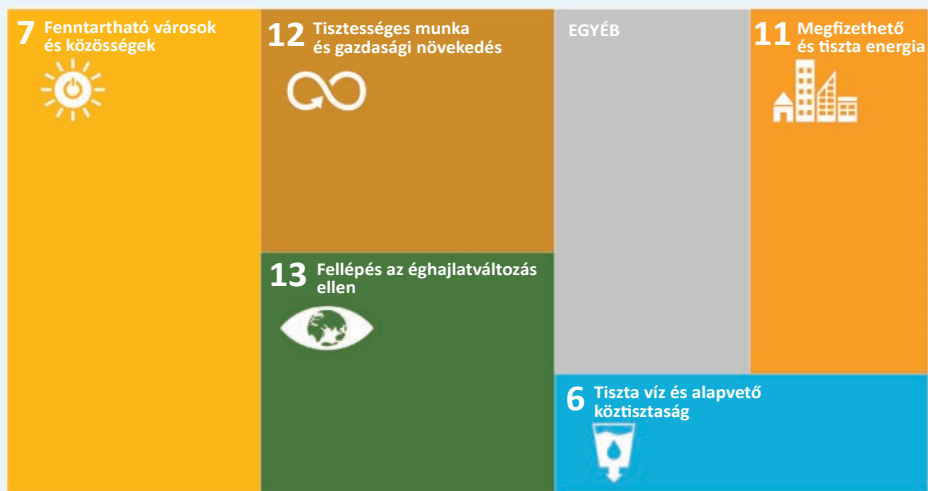 7 Fenntartható városok
és közösségek
12 Tisztességes munka
és gazdasági növekedés
EGYÉB
11 Megfizethető
és tiszta energia
13 Fellépés az éghajlatváltozás
ellen
6 Tiszta víz és alapvető
köztisztaság